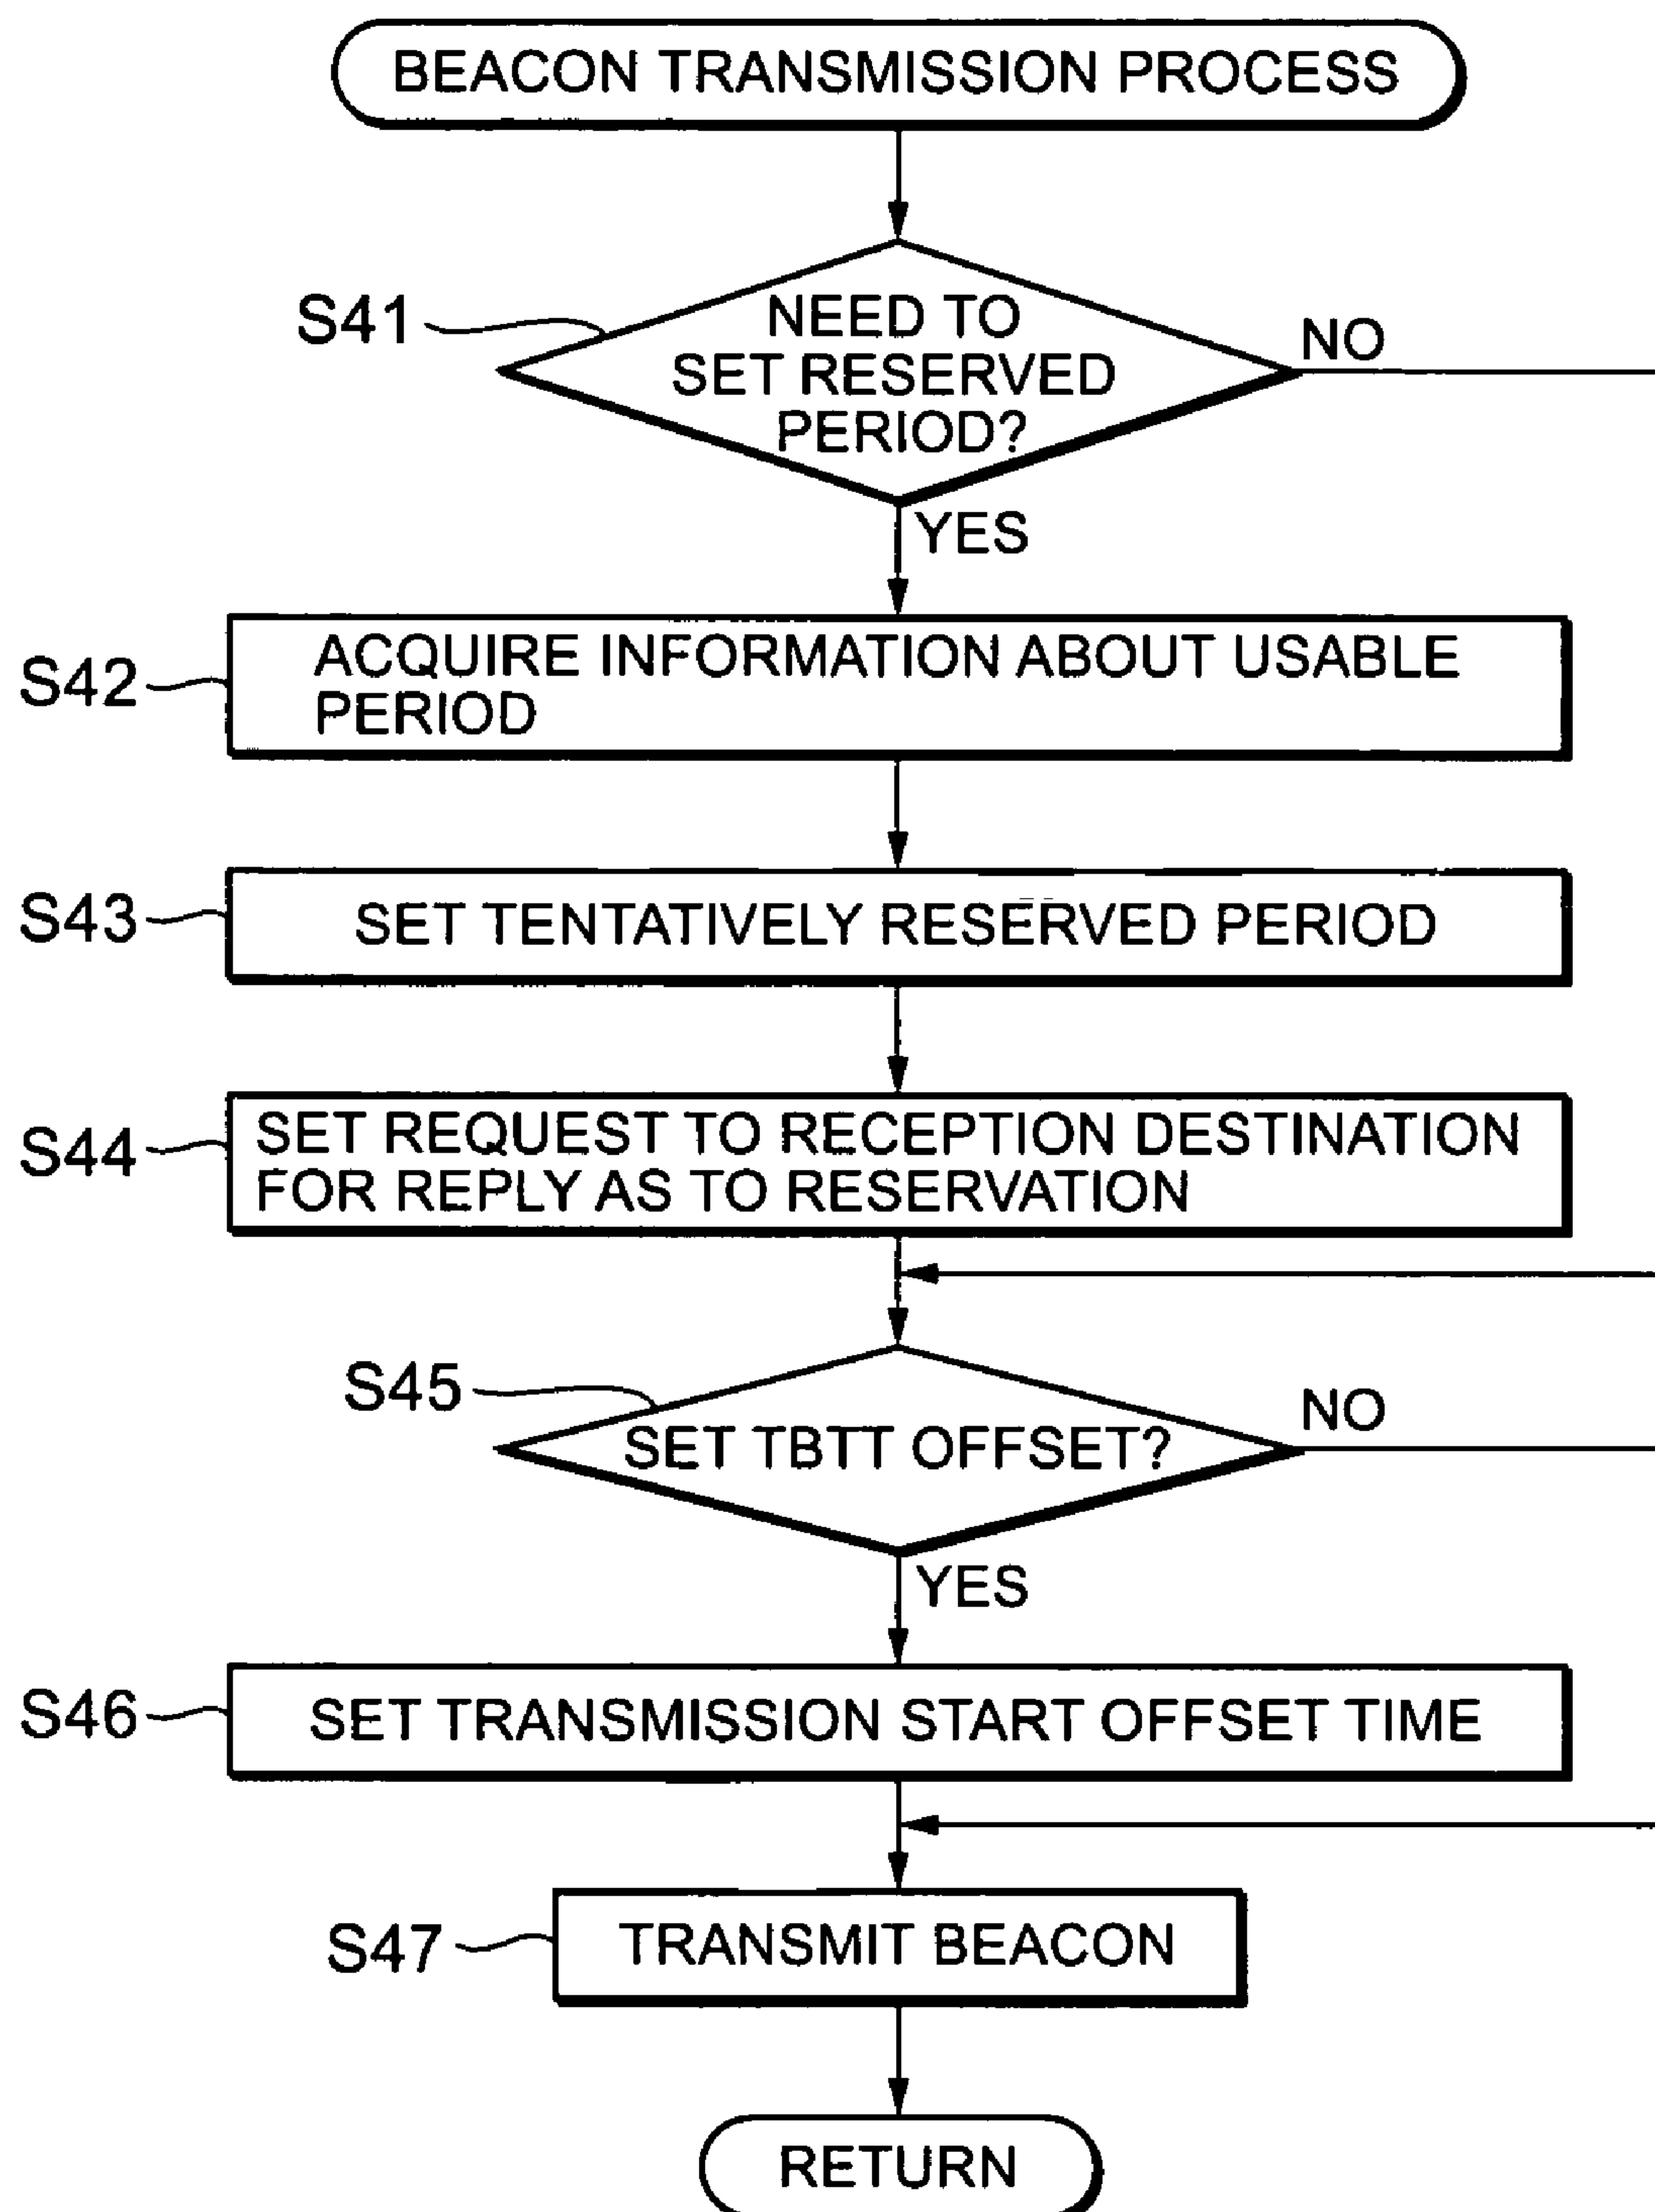 BEACON TRANSMISSION PROCESS
S41
NEED TO
SET RESERVED
PERIOD?
NO
YES
S42
ACQUIRE INFORMATION ABOUT USABLE
PERIOD
S43
SET TENTATIVELY RESERVED PERIOD
S44
SET REQUEST TO RECEPTION DESTINATION
FOR REPLY AS TO RESERVATION
S45
SET TBTT OFFSET?
NO
YES
S46
SET TRANSMISSION START OFFSET TIME
S47
TRANSMIT BEACON
RETURN